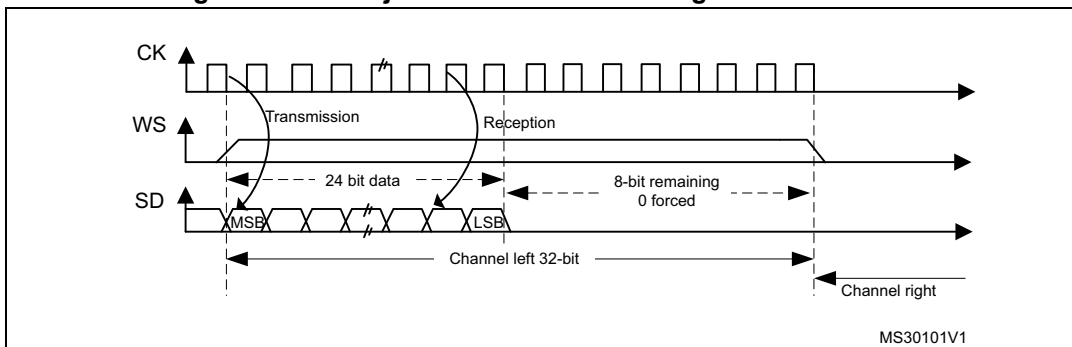 CK
Transmission
Reception
WS
24 bit data
8-bit remaining
0 forced
SD
MSB
LSB
Channel left 32-bit
Channel right
MS30101V1